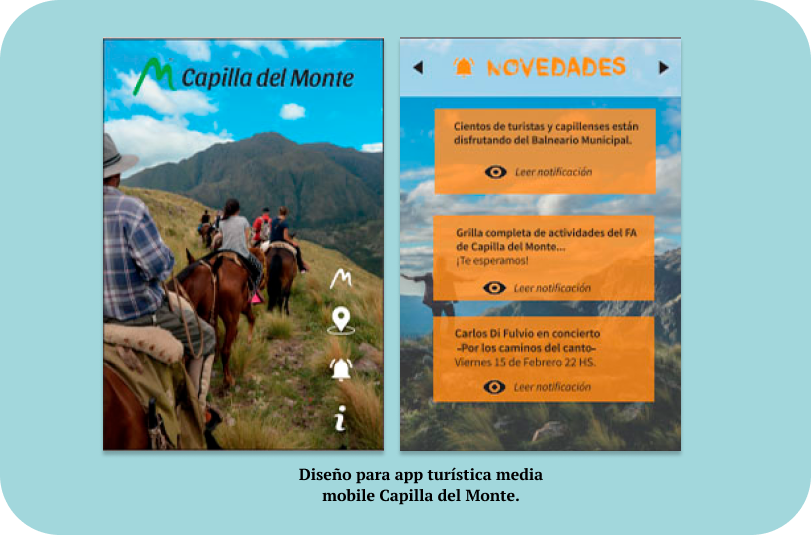 Capilla del Monte
NOVEDADES
Cientos de turistas y capillenses están
disfrutando del Balneario Municipal.
Leer notificación
Grilla completa de actividades del FA
de Capilla del Monte...
¡Te esperamos!
Leer notificación
Carlos Di Fulvio en concierto
-Por los caminos del canto-
Viernes 15 de Febrero 22 HS.
Leer notificación
Diseño para app turística media
mobile Capilla del Monte.